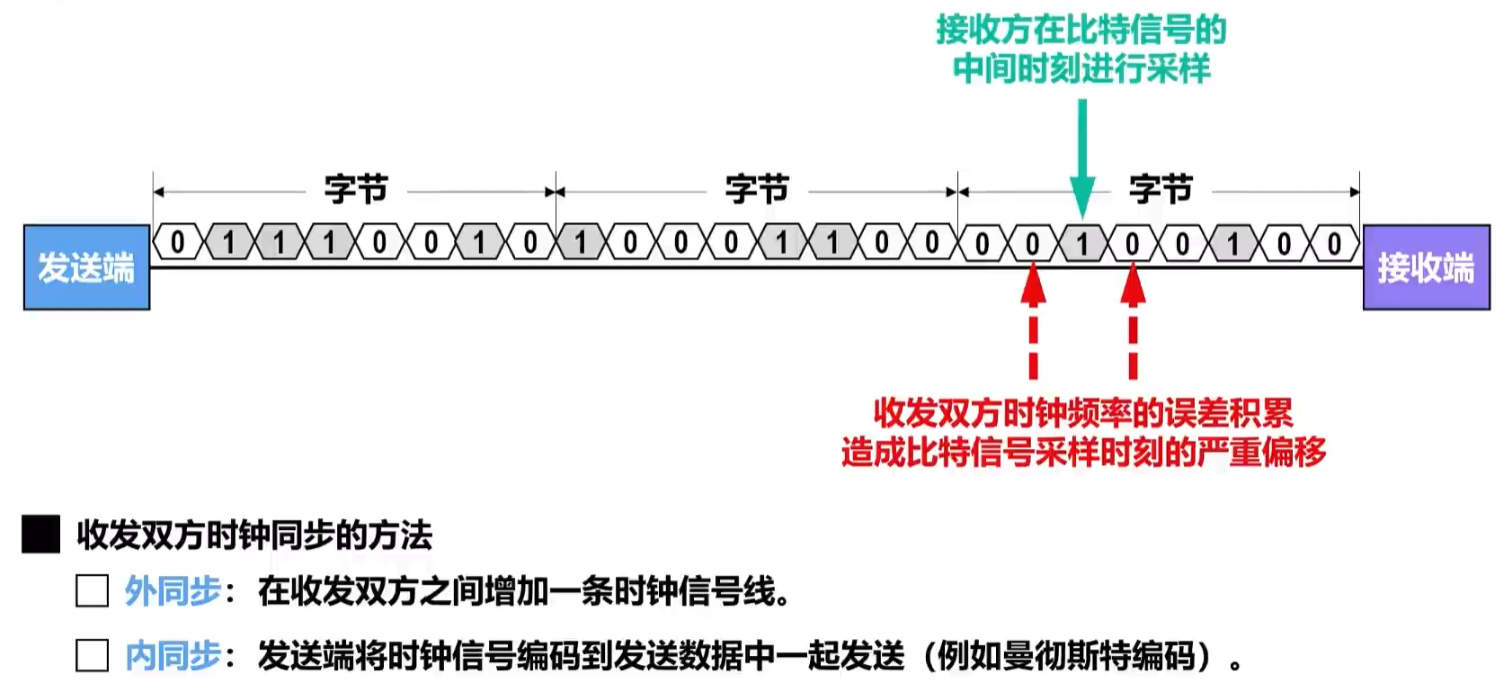 接收方在比特信号的
中间时刻进行采样
字节 字节 字节
发送端
0 1 1 1 0 0 1 0 1 0 0 0 1 1 0 0 0 0 1 0 0 1 0 0
接收端
收发双方时钟频率的误差积累
造成比特信号采样时刻的严重偏移
收发双方时钟同步的方法
外同步：在收发双方之间增加一条时钟信号线。
内同步：发送端将时钟信号编码到发送数据中一起发送（例如曼彻斯特编码）。